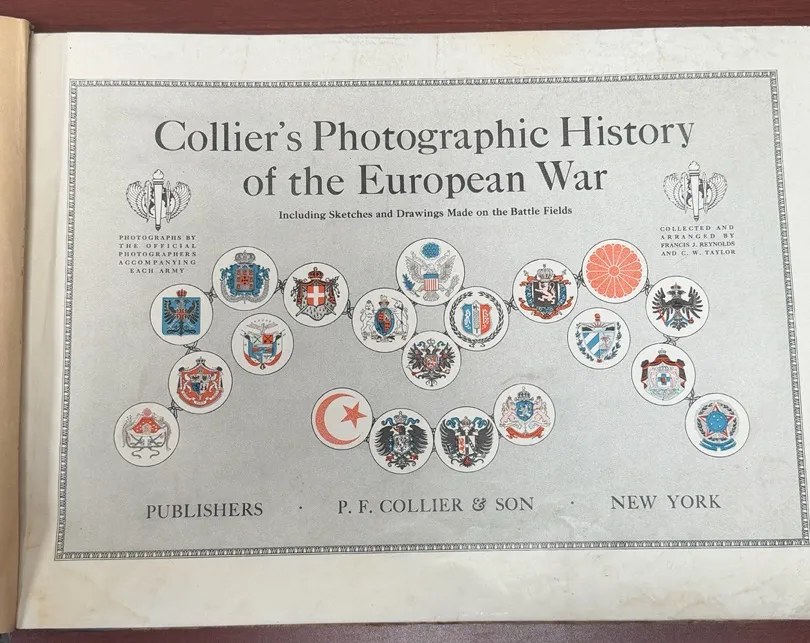 Collier's Photographic History
of the European War
Including Sketches and Drawings Made on the Battle Fields
PHOTOGRAPHS BY
THE OFFICIAL
PHOTOGRAPHERS
ACCOMPANYING
EACH ARMY
COLLECTED AND
ARRANGED BY
FRANCIS J. REYNOLDS
AND C. W. TAYLOR
PUBLISHERS · P. F. COLLIER & SON · NEW YORK